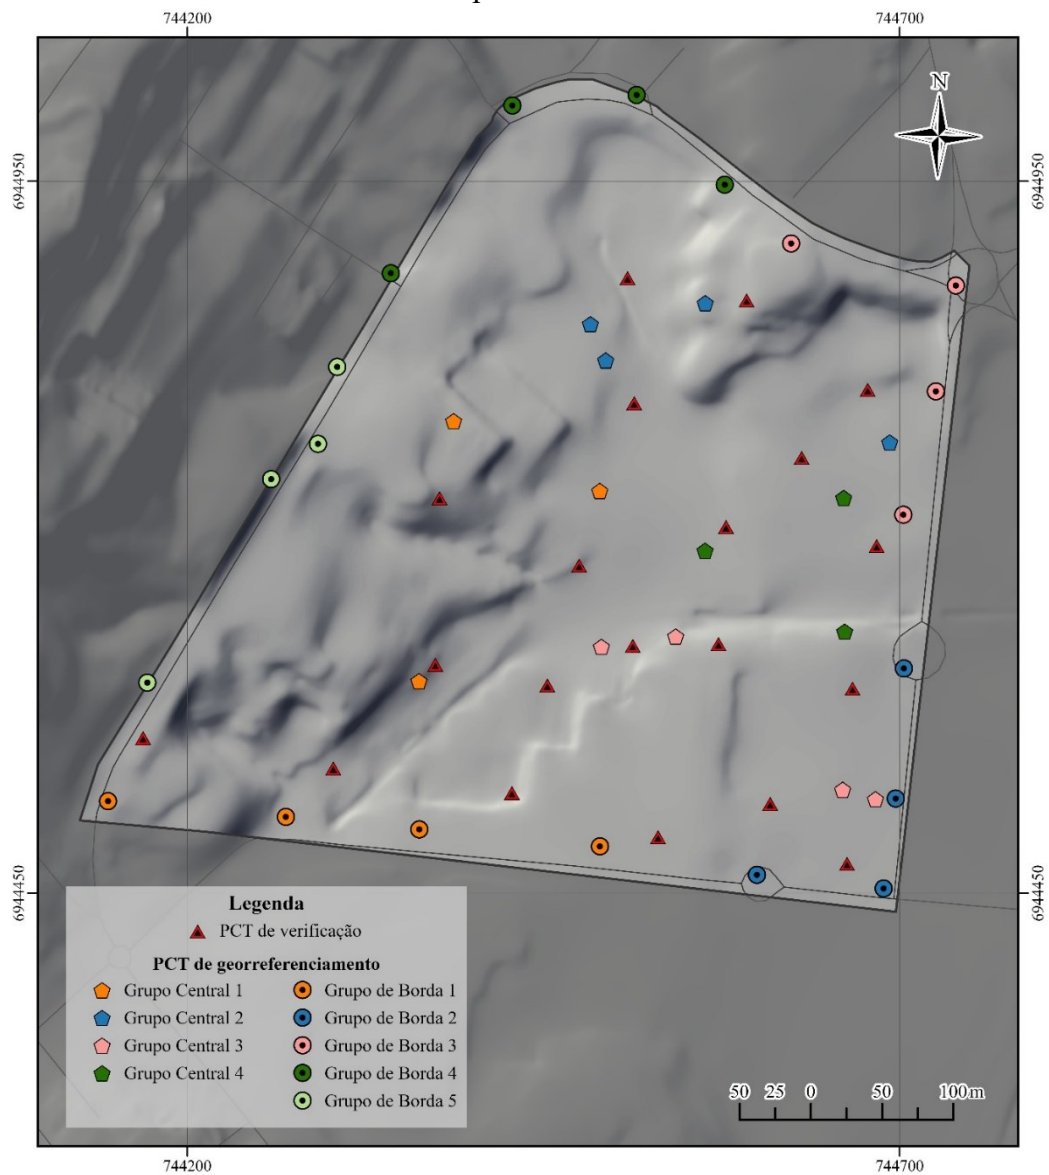 744200
744700
N
6944950
6944950
6944450
6944450
Legenda
PCT de verificação
PCT de georreferenciamento
Grupo Central 1
Grupo de Borda 1
Grupo Central 2
Grupo de Borda 2
Grupo Central 3
Grupo de Borda 3
Grupo Central 4
Grupo de Borda 4
Grupo de Borda 5
50 25 0 50 100m
744200
744700